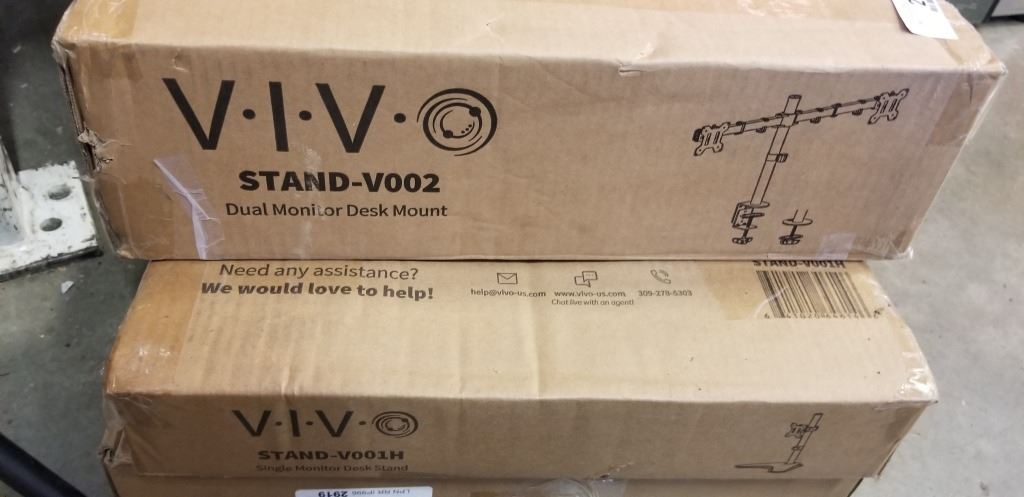 V·I·V·O
STAND-V002
Dual Monitor Desk Mount
STAND-V001H
Need any assistance?
We would love to help!
help@vivo-us.com
www.vivo-us.com
309-278-5303
Chat live with an agent!
V·I·V·O
STAND-V001H
Single Monitor Desk Stand
2919